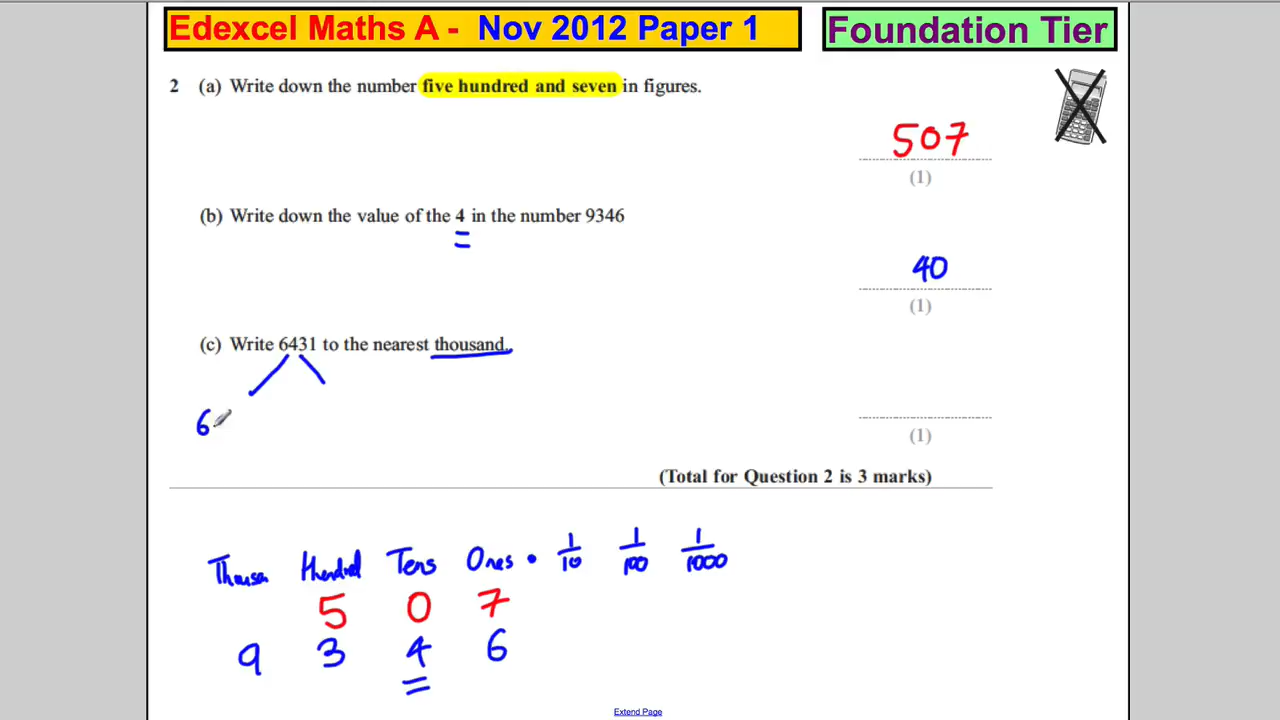 Edexcel Maths A - Nov 2012 Paper 1
Foundation Tier
2 (a) Write down the number five hundred and seven in figures.
507
(1)
(b) Write down the value of the 4 in the number 9346
40
(1)
(c) Write 6431 to the nearest thousand.
6
(1)
(Total for Question 2 is 3 marks)
Thousa Hundred Tens Ones . 1/10 1/100 1/1000
5 0 7
9 3 4 6
Extend Page